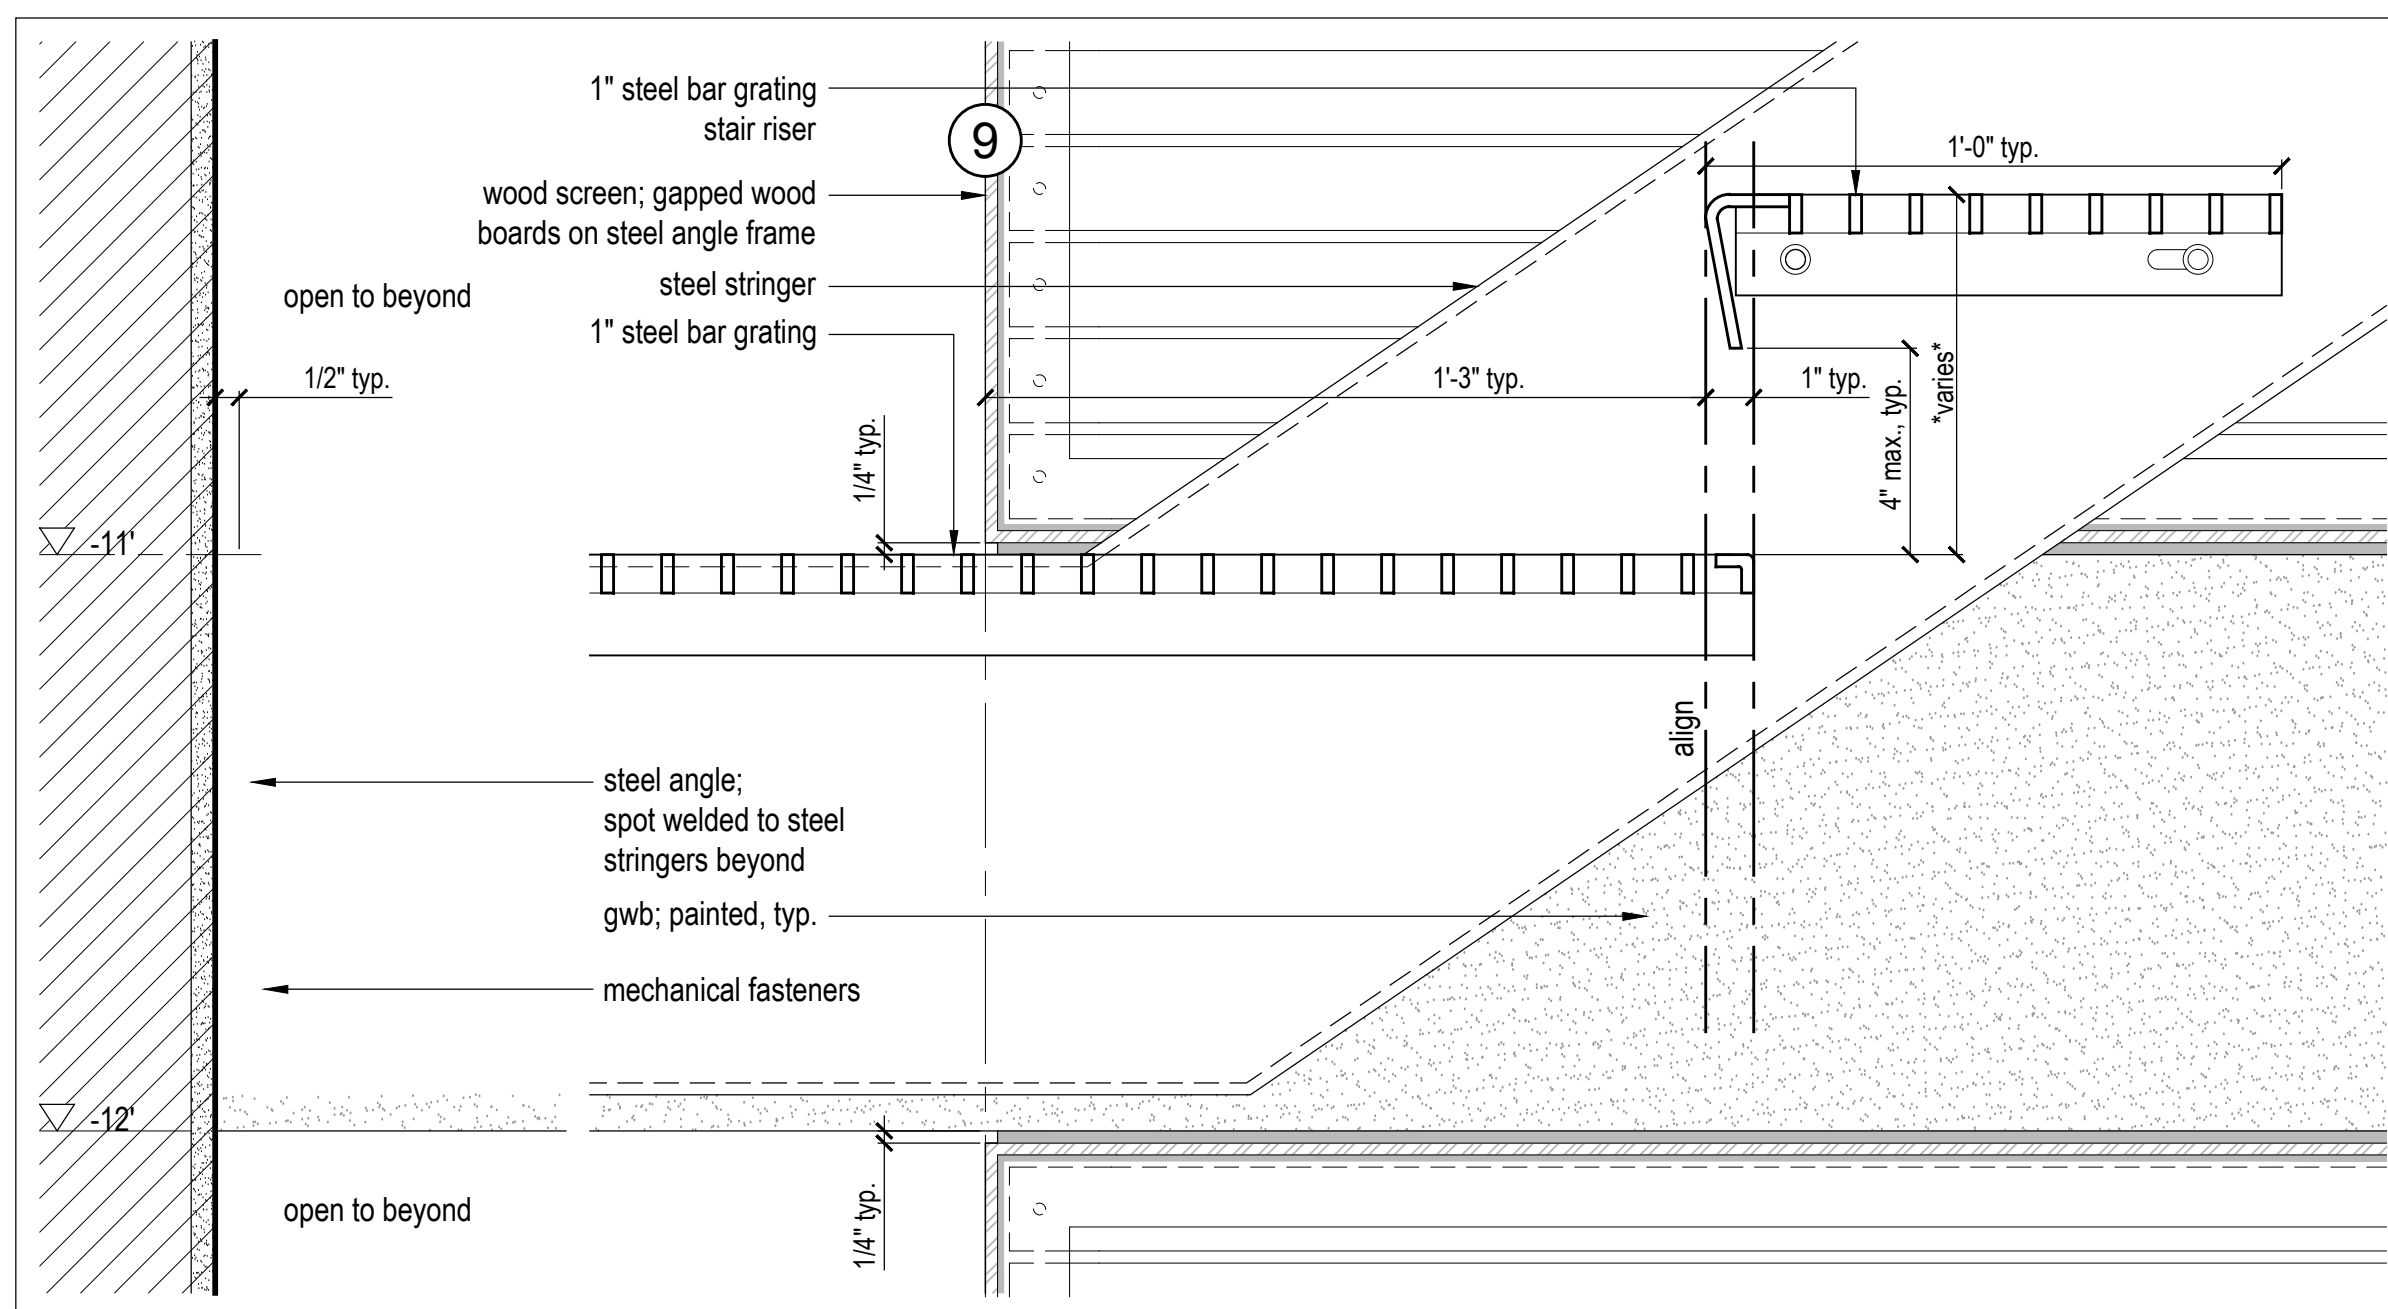 1" steel bar grating
stair riser
9
1'-0" typ.
wood screen; gapped wood
boards on steel angle frame
steel stringer
open to beyond
1" steel bar grating
1/2" typ.
1'-3" typ.
1" typ.
*varies*
4" max., typ.
1/4" typ.
-11'
align
steel angle;
spot welded to steel
stringers beyond
gwb; painted, typ.
mechanical fasteners
-12'
open to beyond
1/4" typ.